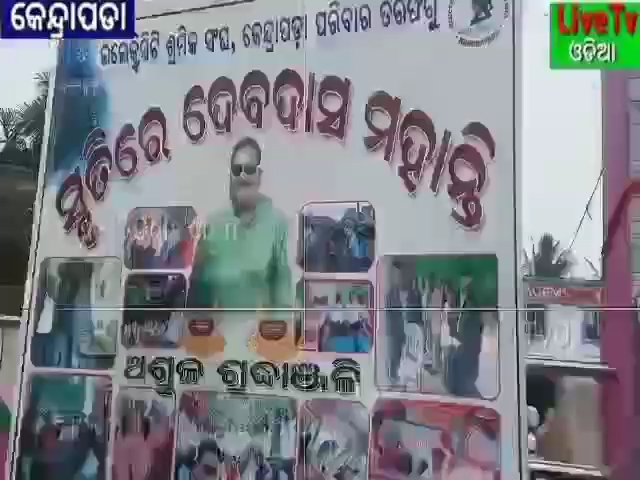 କେନ୍ଦ୍ରାପଡା
LiveTv
ଓଡ଼ିଆ
ଇଲେକ୍ଟ୍ରିସିଟି ଶ୍ରମିକ ସଂଘ, କେନ୍ଦ୍ରାପଡ଼ା ପରିବାର ତରଫରୁ
ସ୍ମୃତିରେ ଦେବଦାସ ମହାନ୍ତି
ଅଶ୍ରୁଳ ଶ୍ରଦ୍ଧାଞ୍ଜଳି